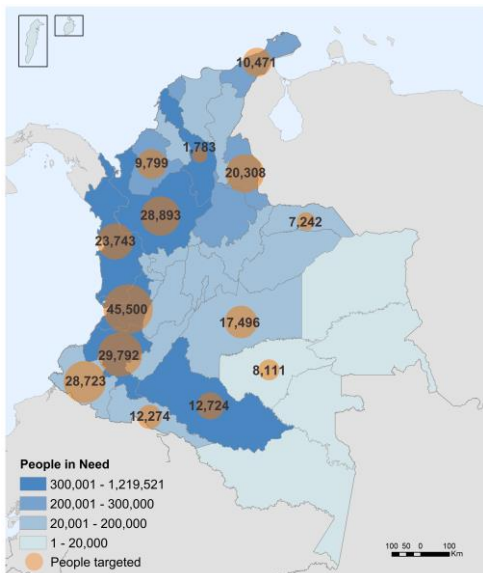 10,471
1,783
9,799
20,308
28,893
7,242
23,743
45,500
17,496
29,792
8,111
28,723
12,724
12,274
People in Need
300,001 - 1,219,521
200,001 - 300,000
20,001 - 200,000
1 - 20,000
People targeted
100 50 0 100
Km